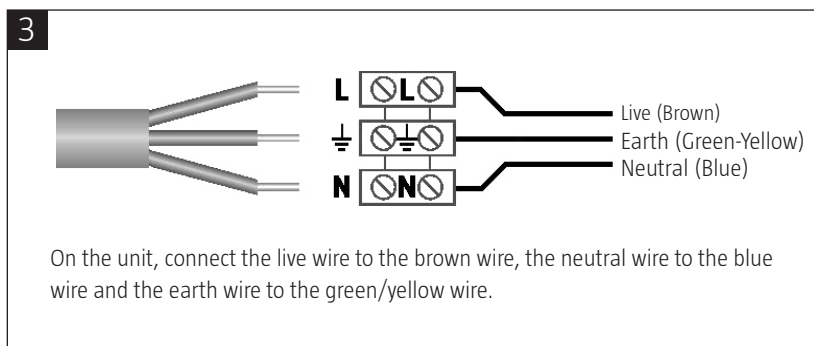 3
L L Live (Brown)
Earth (Green-Yellow)
N N Neutral (Blue)
On the unit, connect the live wire to the brown wire, the neutral wire to the blue
wire and the earth wire to the green/yellow wire.